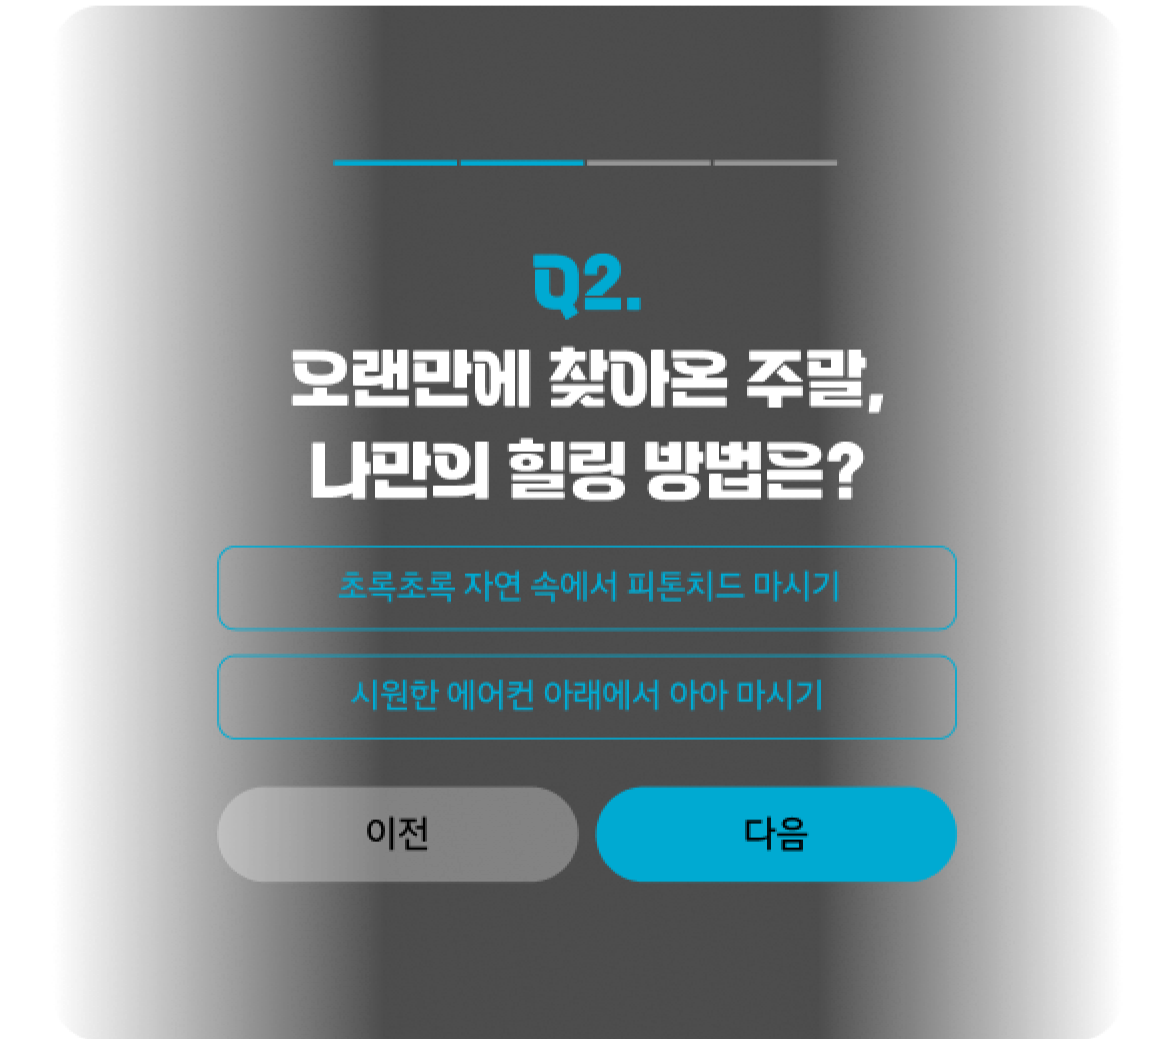 Q2.
오랜만에 찾아온 주말,
나만의 힐링 방법은?
초록초록 자연 속에서 피톤치드 마시기
시원한 에어컨 아래에서 아아 마시기
이전
다음